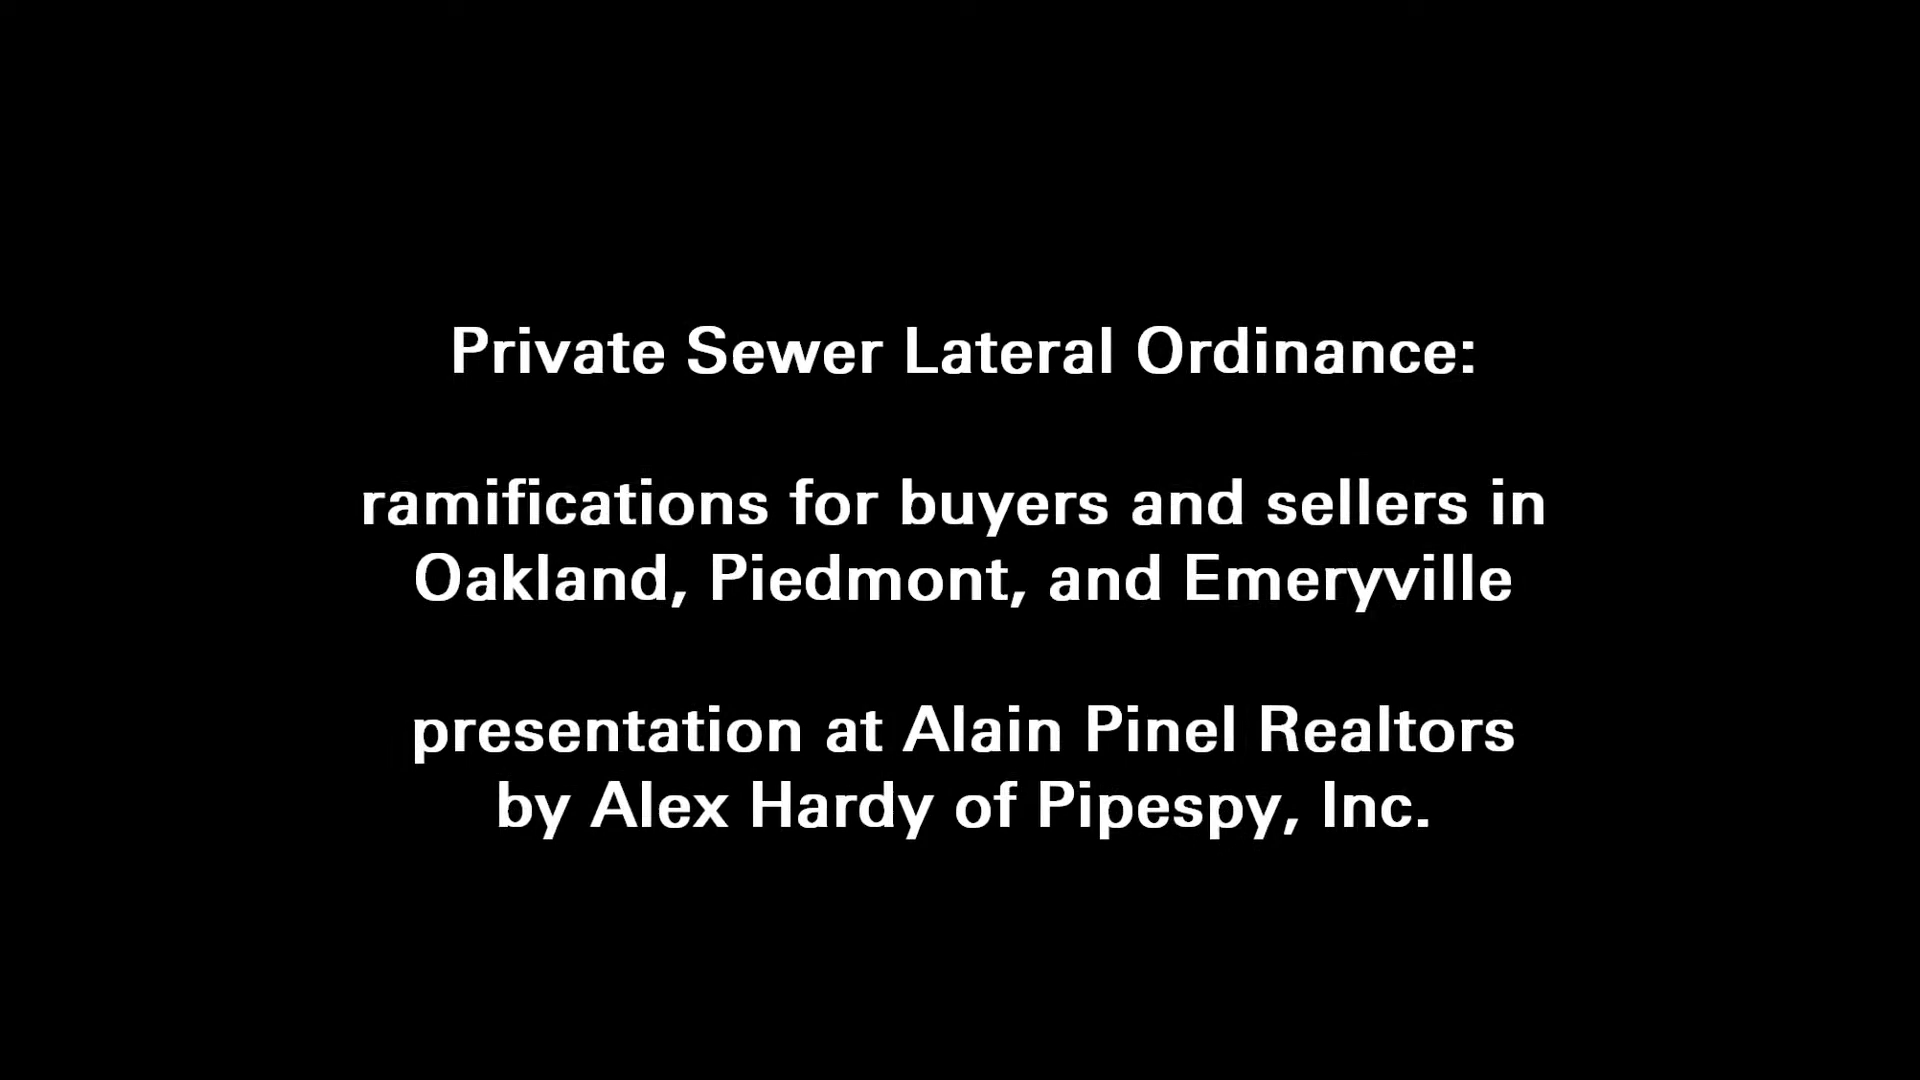 Private Sewer Lateral Ordinance:
ramifications for buyers and sellers in
Oakland, Piedmont, and Emeryville
presentation at Alain Pinel Realtors
by Alex Hardy of Pipespy, Inc.